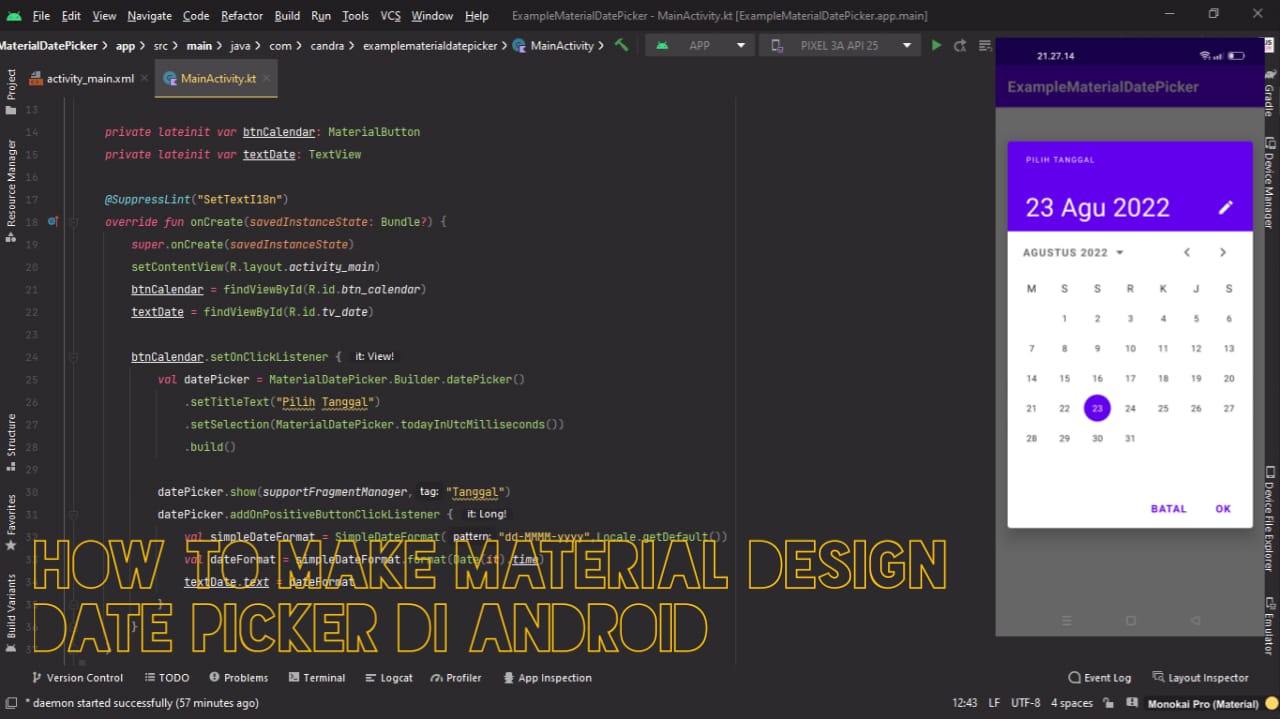 File Edit View Navigate Code Refactor Build Run Tools VCS Window Help ExampleMaterialDatePicker - MainActivity.kt [ExampleMaterialDatePicker.app.main]
MaterialDatePicker > app > src > main > java > com > candra > examplematerialdatepicker > MainActivity > APP PIXEL 3A API 25
activity_main.xml MainActivity.kt
Project
Resource Manager
Structure
Favorites
Build Variants
13
14 private lateinit var btnCalendar: MaterialButton
15 private lateinit var textDate: TextView
16
17 @SuppressLint("SetTextI18n")
18 override fun onCreate(savedInstanceState: Bundle?) {
19 super.onCreate(savedInstanceState)
20 setContentView(R.layout.activity_main)
21 btnCalendar = findViewById(R.id.btn_calendar)
22 textDate = findViewById(R.id.tv_date)
23
24 btnCalendar.setOnClickListener { it: View!
25 val datePicker = MaterialDatePicker.Builder.datePicker()
26 .setTitleText("Pilih Tanggal")
27 .setSelection(MaterialDatePicker.todayInUtcMilliseconds())
28 .build()
29
30 datePicker.show(supportFragmentManager, tag: "Tanggal")
31 datePicker.addOnPositiveButtonClickListener { it: Long!
32 val simpleDateFormat = SimpleDateFormat( pattern: "dd-MMMM-yyyy",Locale.getDefault())
val dateFormat = simpleDateFormat.format(Date(it).time)
textDate.text = dateFormat
}
}
HOW TO MAKE MATERIAL DESIGN
DATE PICKER DI ANDROID
21.27.14
ExampleMaterialDatePicker
PILIH TANGGAL
23 Agu 2022
AGUSTUS 2022
M S S R K J S
1 2 3 4 5 6
7 8 9 10 11 12 13
14 15 16 17 18 19 20
21 22 23 24 25 26 27
28 29 30 31
BATAL OK
Gradle
Device Manager
Device File Explorer
Emulator
Version Control TODO Problems Terminal Logcat Profiler App Inspection Event Log Layout Inspector
* daemon started successfully (57 minutes ago) 12:43 LF UTF-8 4 spaces Monokai Pro (Material)